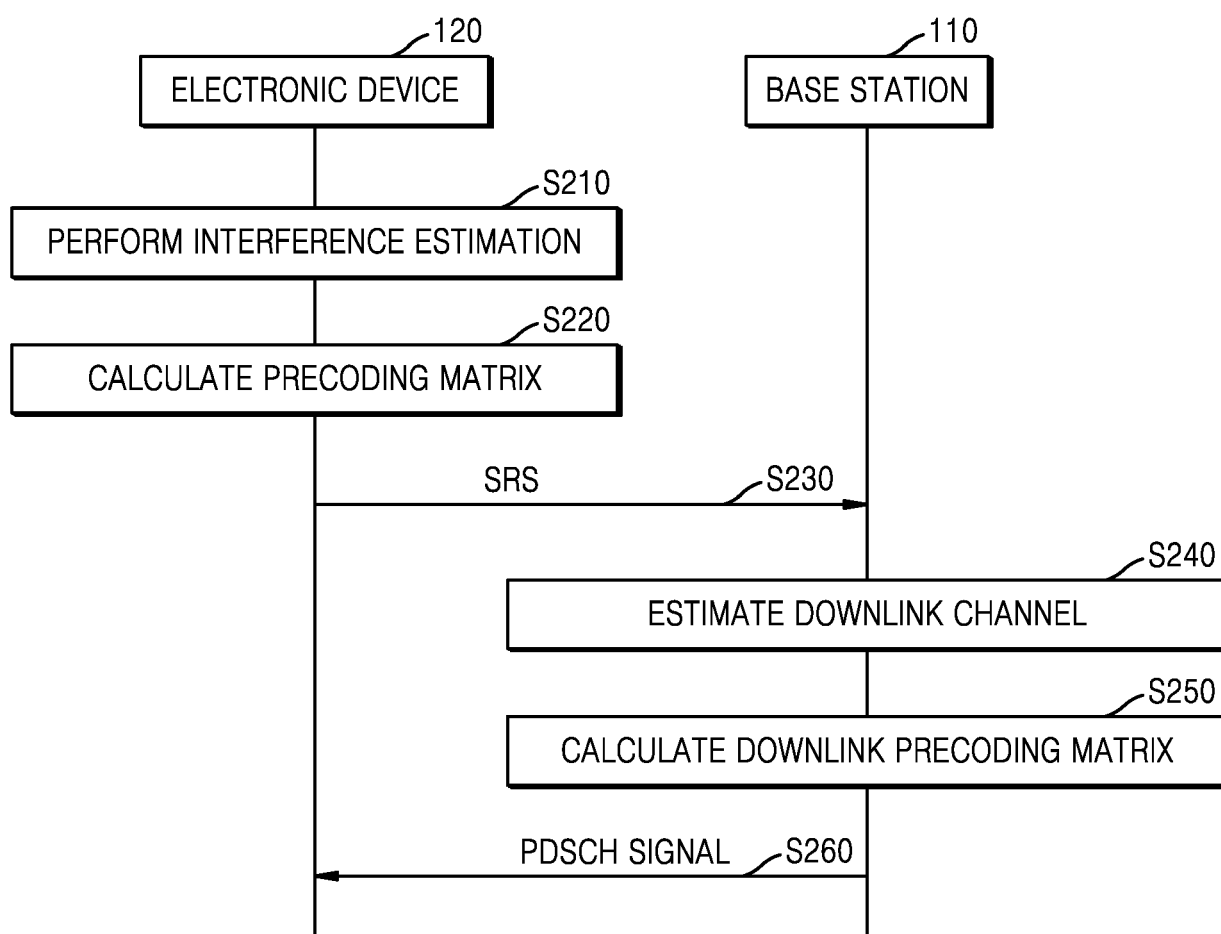 120
110
ELECTRONIC DEVICE
BASE STATION
S210
PERFORM INTERFERENCE ESTIMATION
S220
CALCULATE PRECODING MATRIX
SRS
S230
S240
ESTIMATE DOWNLINK CHANNEL
S250
CALCULATE DOWNLINK PRECODING MATRIX
PDSCH SIGNAL
S260